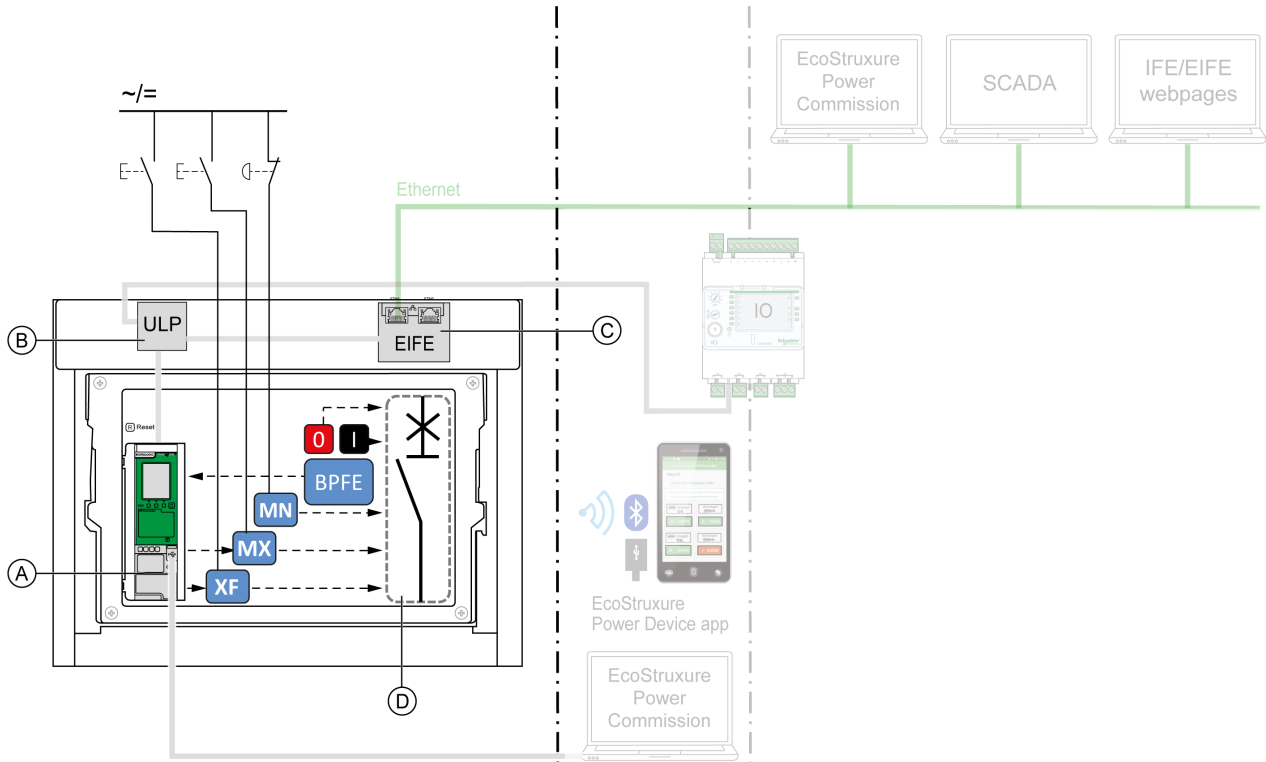 EcoStruxure
Power
Commission
SCADA
IFE/EIFE
webpages
~/=
Ethernet
ULP
EIFE
IO
B
C
R Reset
0
I
BPFE
MN
MX
XF
A
D
EcoStruxure
Power Device app
EcoStruxure
Power
Commission